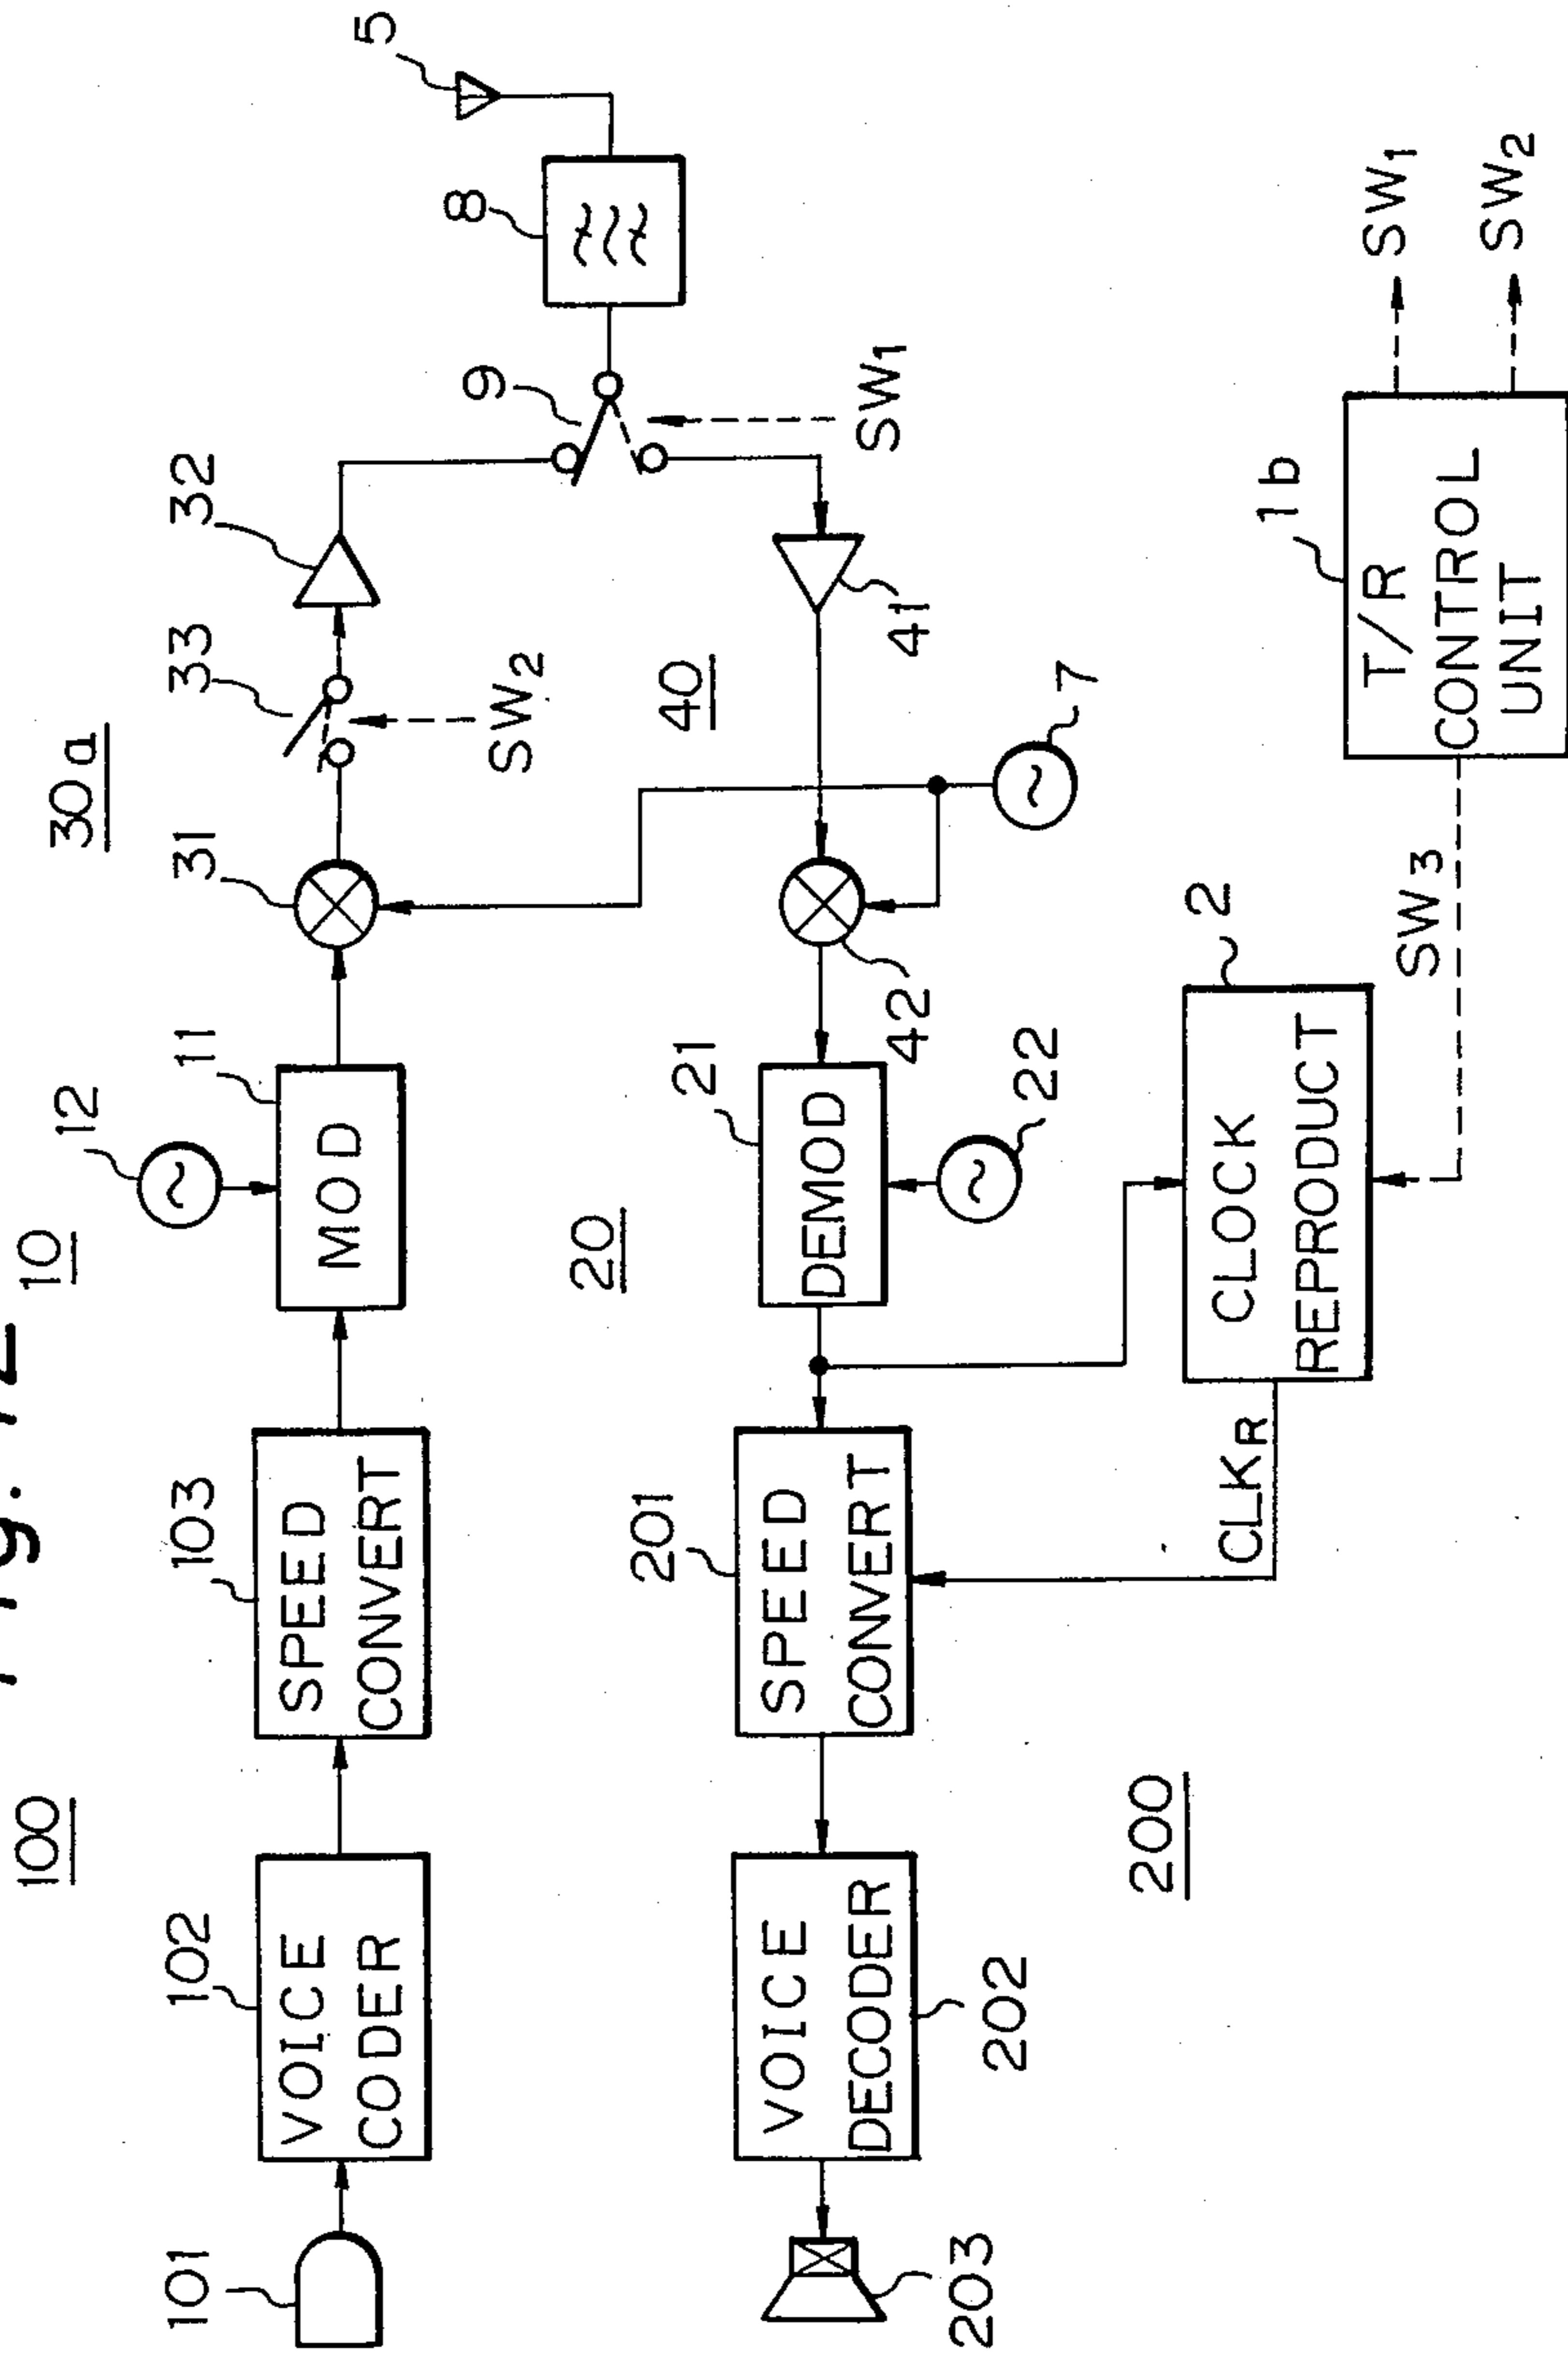 100
10
30a
12
101
102
103
11
31
33
32
5
VOICE
CODER
SPEED
CONVERT
MOD
8
9
SW2
SW1
20
40
201
21
VOICE
DECODER
SPEED
CONVERT
DEMOD
41
203
202
42
22
7
200
CLKR
2
CLOCK
REPRODUCT
SW3
1b
T/R
CONTROL
UNIT
SW1
SW2